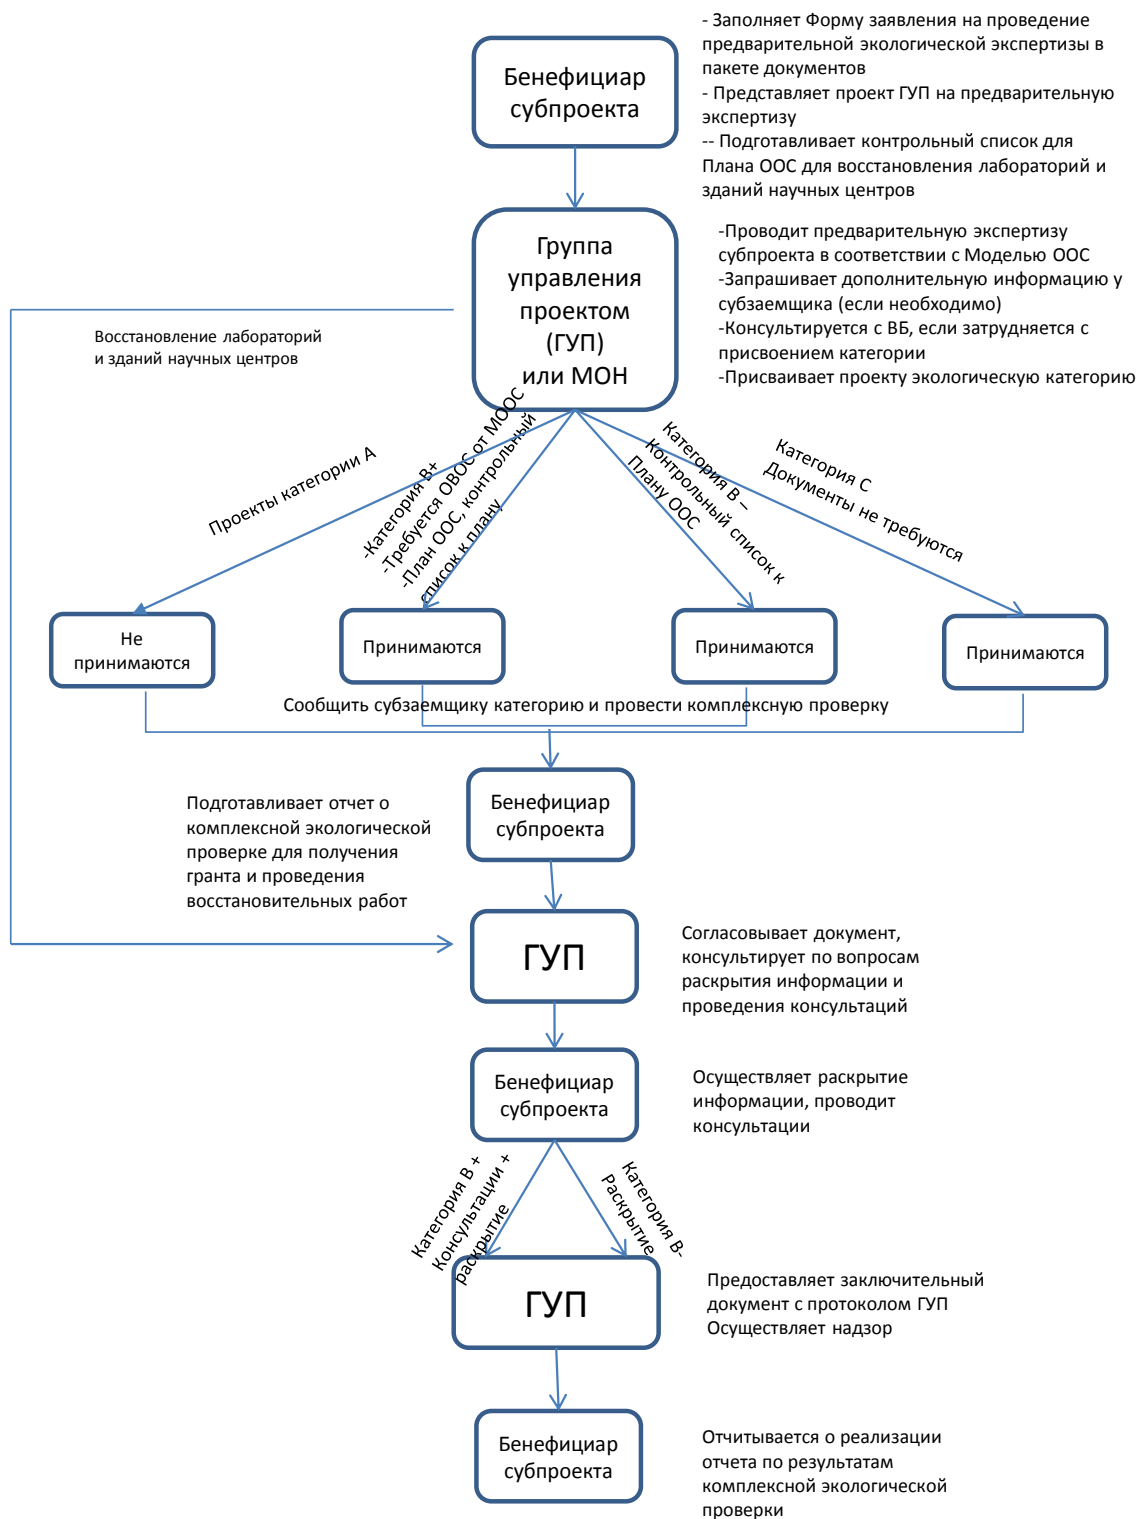 - Заполняет Форму заявления на проведение
предварительной экологической экспертизы в
пакете документов
- Представляет проект ГУП на предварительную
экспертизу
-- Подготавливает контрольный список для
Плана ООС для восстановления лабораторий и
зданий научных центров
Бенефициар
субпроекта
Группа
управления
проектом
(ГУП)
или МОН
-Проводит предварительную экспертизу
субпроекта в соответствии с Моделью ООС
-Запрашивает дополнительную информацию у
субзаемщика (если необходимо)
-Консультируется с ВБ, если затрудняется с
присвоением категории
-Присваивает проекту экологическую категорию
Восстановление лабораторий
и зданий научных центров
Проекты категории А
-Категория В+
-Требуется ОВОС от МООС
-План ООС, контрольный
список к плану
Категория В –
Контрольный список к
Плану ООС
Категория С
Документы не требуются
Не
принимаются
Принимаются
Принимаются
Принимаются
Сообщить субзаемщику категорию и провести комплексную проверку
Бенефициар
субпроекта
Подготавливает отчет о
комплексной экологической
проверке для получения
гранта и проведения
восстановительных работ
ГУП
Согласовывает документ,
консультирует по вопросам
раскрытия информации и
проведения консультаций
Бенефициар
субпроекта
Осуществляет раскрытие
информации, проводит
консультации
Категория В +
Консультации +
раскрытие
Категория В-
Раскрытие
ГУП
Предоставляет заключительный
документ с протоколом ГУП
Осуществляет надзор
Бенефициар
субпроекта
Отчитывается о реализации
отчета по результатам
комплексной экологической
проверки